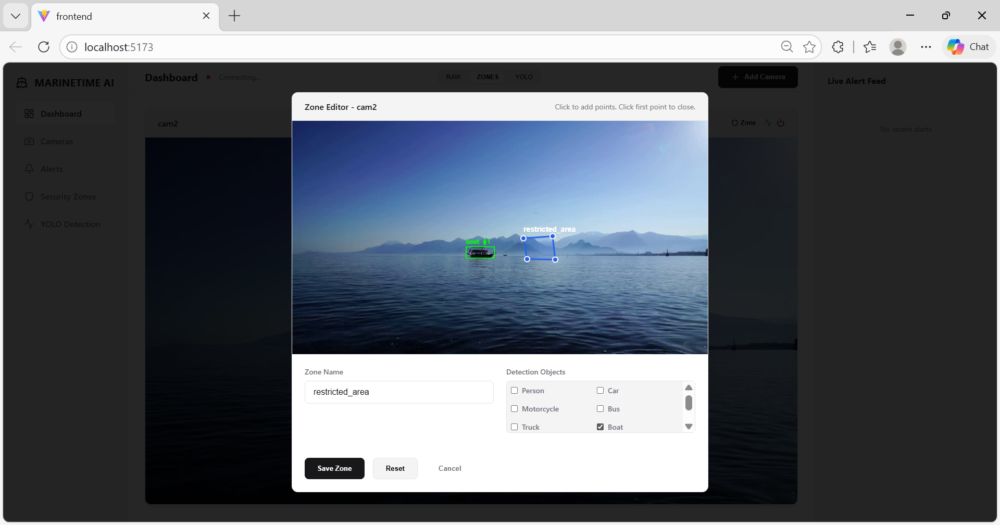 frontend
localhost:5173
Chat
MARINETIME AI
Dashboard
Cameras
Alerts
Security Zones
YOLO Detection
Dashboard
Connecting...
RAW ZONES YOLO
Add Camera
cam2
Zone
Live Alert Feed
No recent alerts
Zone Editor - cam2
Click to add points. Click first point to close.
restricted_area
boat #1
Zone Name
restricted_area
Detection Objects
Person Car
Motorcycle Bus
Truck Boat
Save Zone Reset Cancel